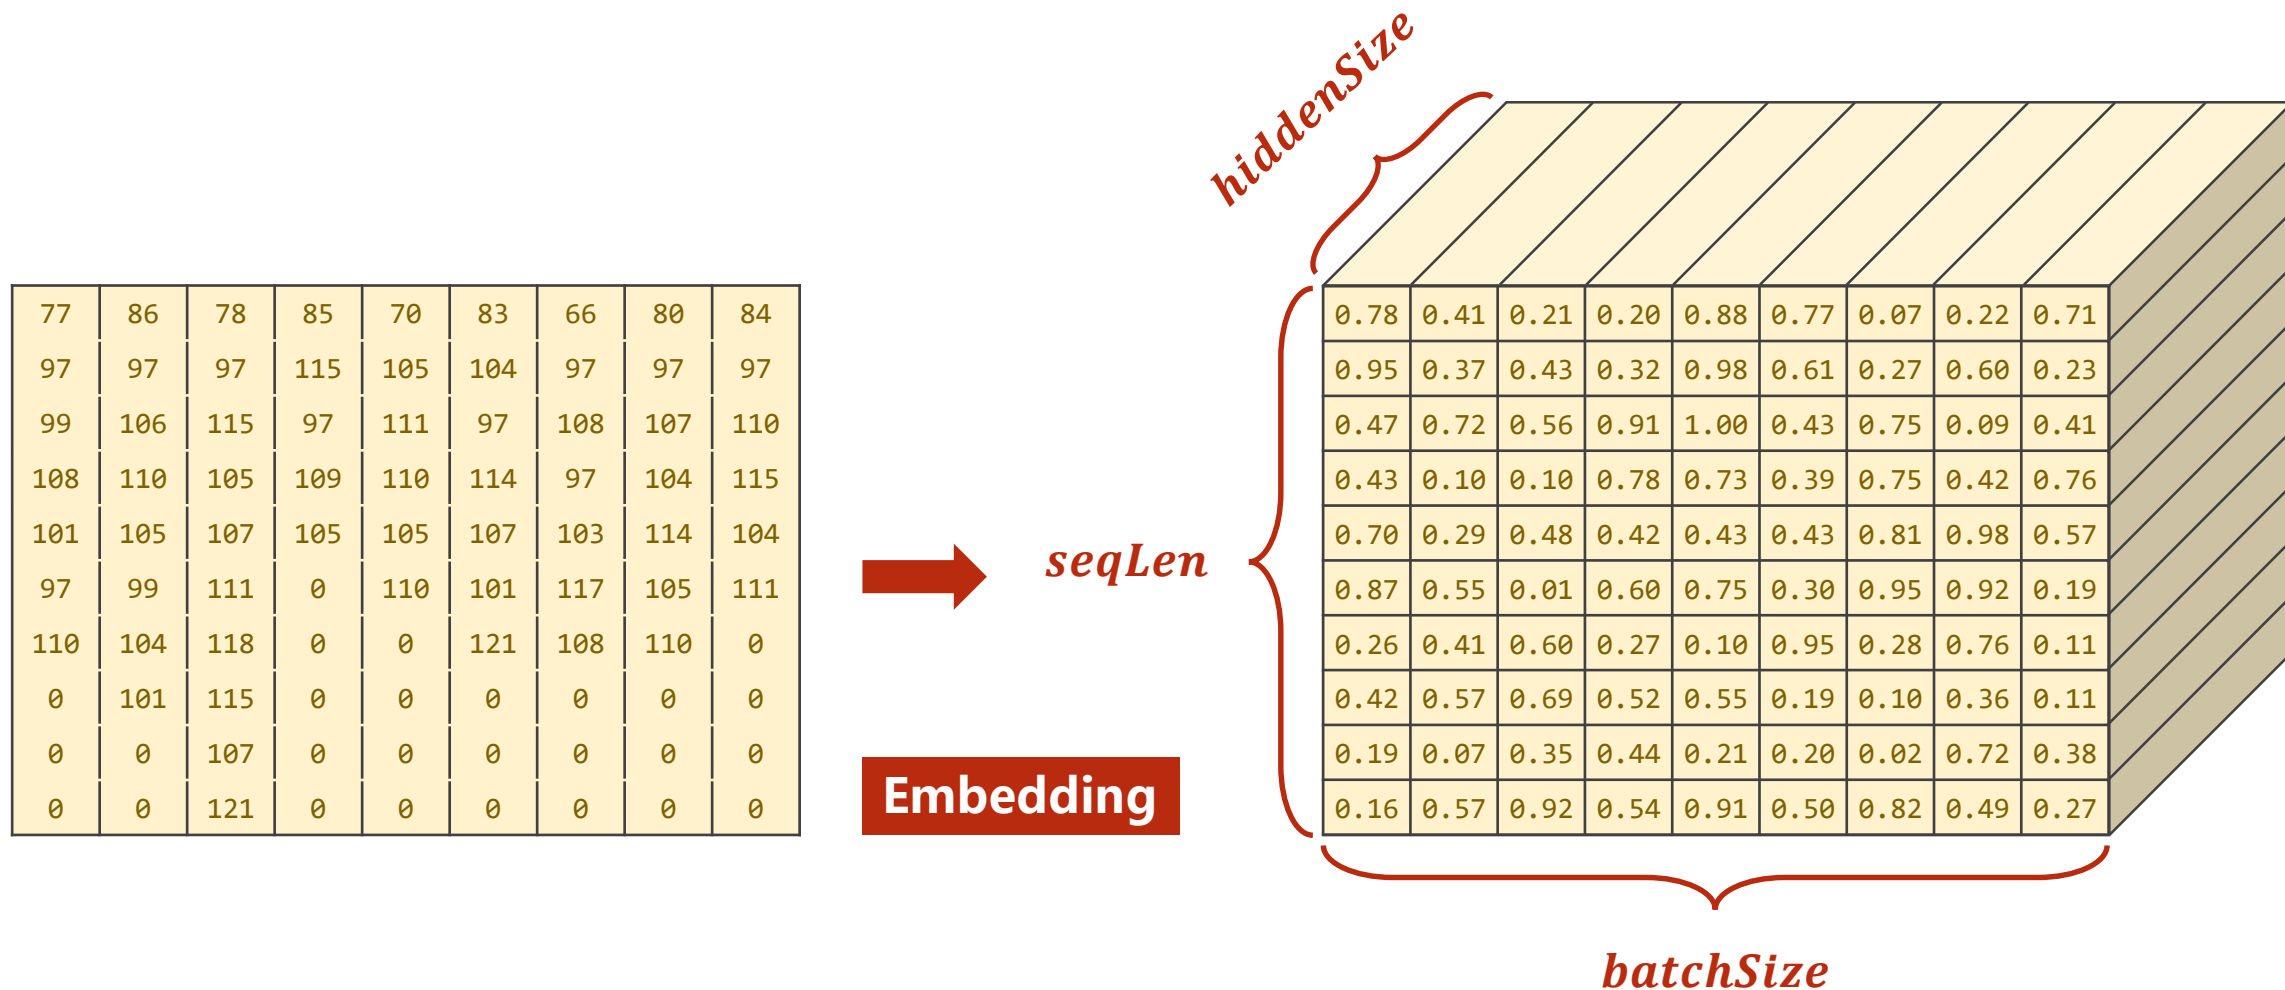 hiddenSize
77 86 78 85 70 83 66 80 84
97 97 97 115 105 104 97 97 97
99 106 115 97 111 97 108 107 110
108 110 105 109 110 114 97 104 115
101 105 107 105 105 107 103 114 104
97 99 111 0 110 101 117 105 111
110 104 118 0 0 121 108 110 0
0 101 115 0 0 0 0 0 0
0 0 107 0 0 0 0 0 0
0 0 121 0 0 0 0 0 0
Embedding
seqLen
0.78 0.41 0.21 0.20 0.88 0.77 0.07 0.22 0.71
0.95 0.37 0.43 0.32 0.98 0.61 0.27 0.60 0.23
0.47 0.72 0.56 0.91 1.00 0.43 0.75 0.09 0.41
0.43 0.10 0.10 0.78 0.73 0.39 0.75 0.42 0.76
0.70 0.29 0.48 0.42 0.43 0.43 0.81 0.98 0.57
0.87 0.55 0.01 0.60 0.75 0.30 0.95 0.92 0.19
0.26 0.41 0.60 0.27 0.10 0.95 0.28 0.76 0.11
0.42 0.57 0.69 0.52 0.55 0.19 0.10 0.36 0.11
0.19 0.07 0.35 0.44 0.21 0.20 0.02 0.72 0.38
0.16 0.57 0.92 0.54 0.91 0.50 0.82 0.49 0.27
batchSize